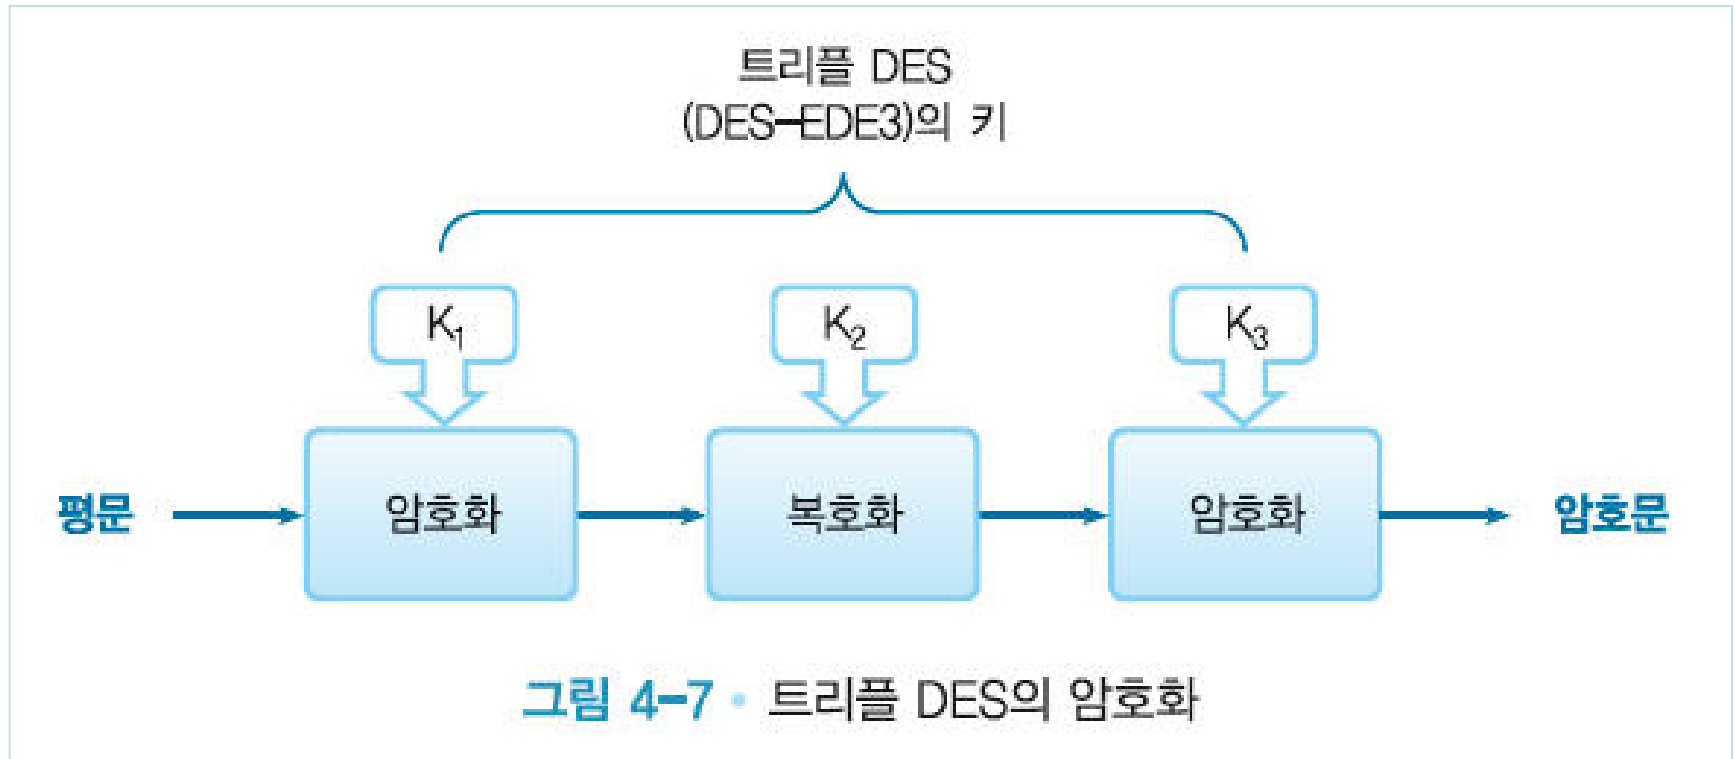 트리플 DES
(DES-EDE3)의 키
K₁ K₂ K₃
평문 암호화 복호화 암호화 암호문
그림 4-7 • 트리플 DES의 암호화